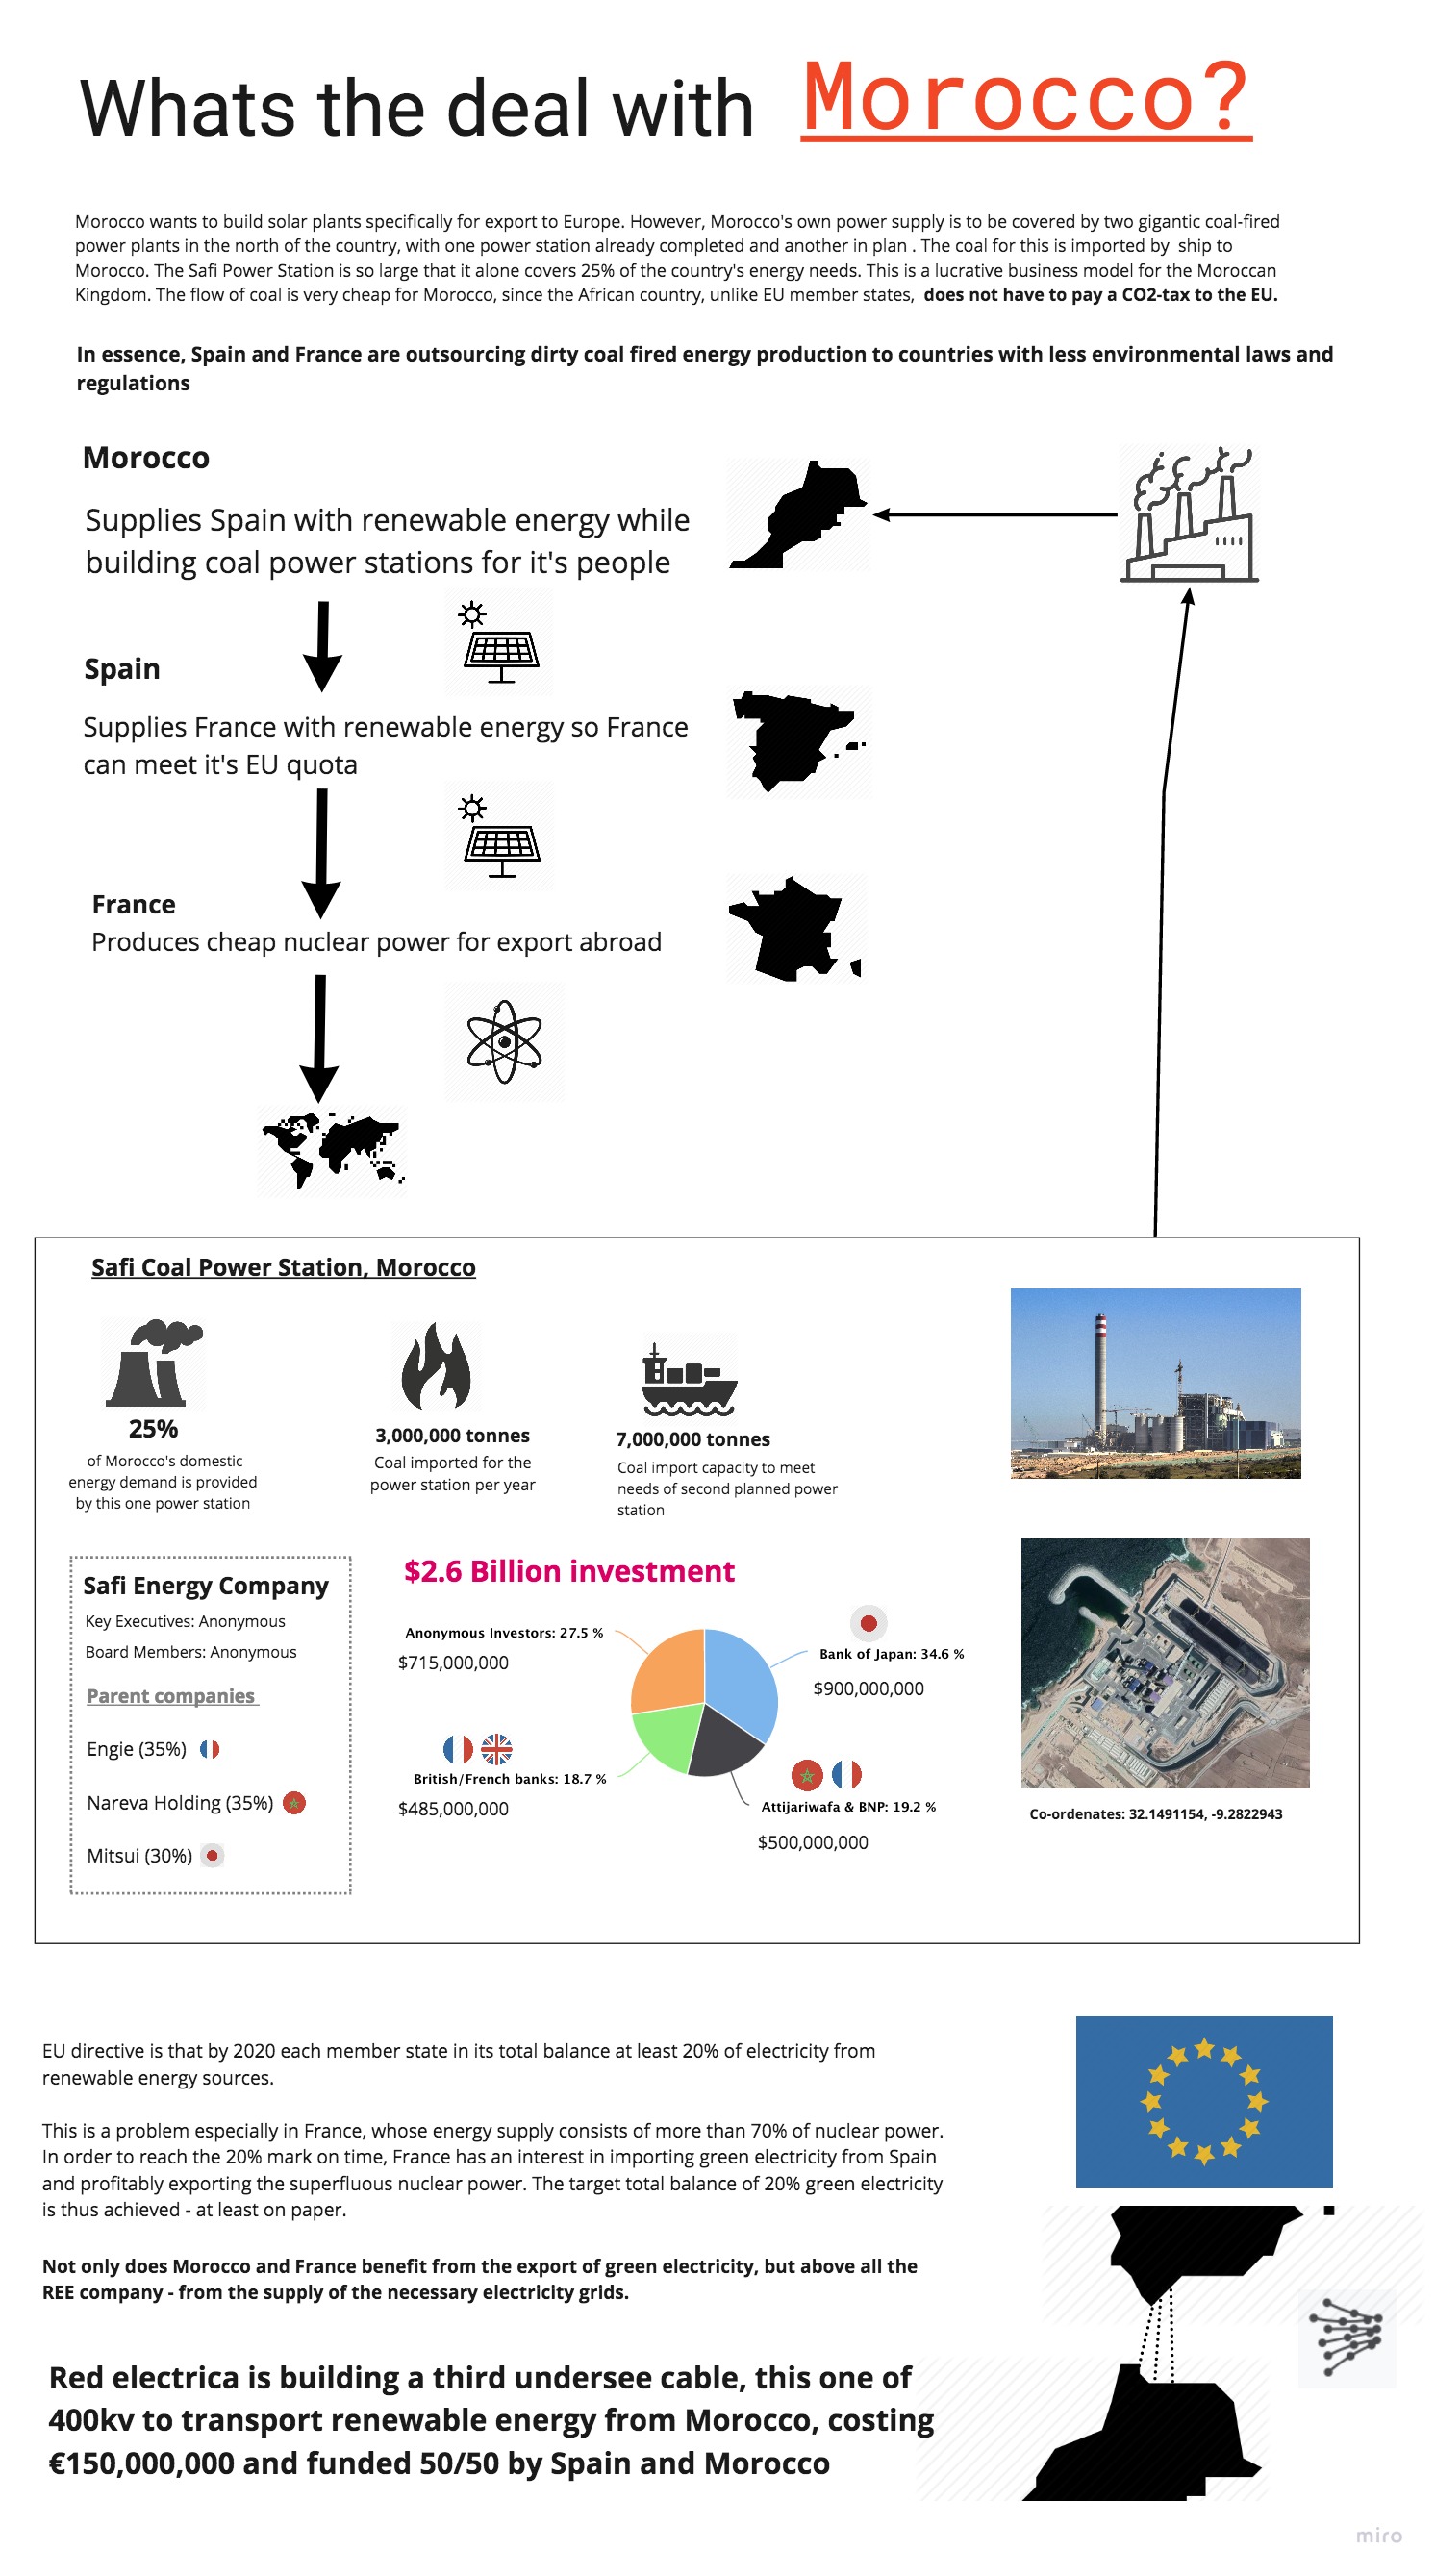 Whats the deal with Morocco?
Morocco wants to build solar plants specifically for export to Europe. However, Morocco's own power supply is to be covered by two gigantic coal-fired
power plants in the north of the country, with one power station already completed and another in plan . The coal for this is imported by ship to
Morocco. The Safi Power Station is so large that it alone covers 25% of the country's energy needs. This is a lucrative business model for the Moroccan
Kingdom. The flow of coal is very cheap for Morocco, since the African country, unlike EU member states, does not have to pay a CO2-tax to the EU.
In essence, Spain and France are outsourcing dirty coal fired energy production to countries with less environmental laws and
regulations
Morocco
Supplies Spain with renewable energy while
building coal power stations for it's people
Spain
Supplies France with renewable energy so France
can meet it's EU quota
France
Produces cheap nuclear power for export abroad
Safi Coal Power Station, Morocco
25%
of Morocco's domestic
energy demand is provided
by this one power station
3,000,000 tonnes
Coal imported for the
power station per year
7,000,000 tonnes
Coal import capacity to meet
needs of second planned power
station
Safi Energy Company
Key Executives: Anonymous
Board Members: Anonymous
Parent companies
Engie (35%)
Nareva Holding (35%)
Mitsui (30%)
$2.6 Billion investment
Anonymous Investors: 27.5 %
$715,000,000
Bank of Japan: 34.6 %
$900,000,000
British/French banks: 18.7 %
$485,000,000
Attijariwafa & BNP: 19.2 %
$500,000,000
Co-ordenates: 32.1491154, -9.2822943
EU directive is that by 2020 each member state in its total balance at least 20% of electricity from
renewable energy sources.
This is a problem especially in France, whose energy supply consists of more than 70% of nuclear power.
In order to reach the 20% mark on time, France has an interest in importing green electricity from Spain
and profitably exporting the superfluous nuclear power. The target total balance of 20% green electricity
is thus achieved - at least on paper.
Not only does Morocco and France benefit from the export of green electricity, but above all the
REE company - from the supply of the necessary electricity grids.
Red electrica is building a third undersee cable, this one of
400kv to transport renewable energy from Morocco, costing
€150,000,000 and funded 50/50 by Spain and Morocco
miro